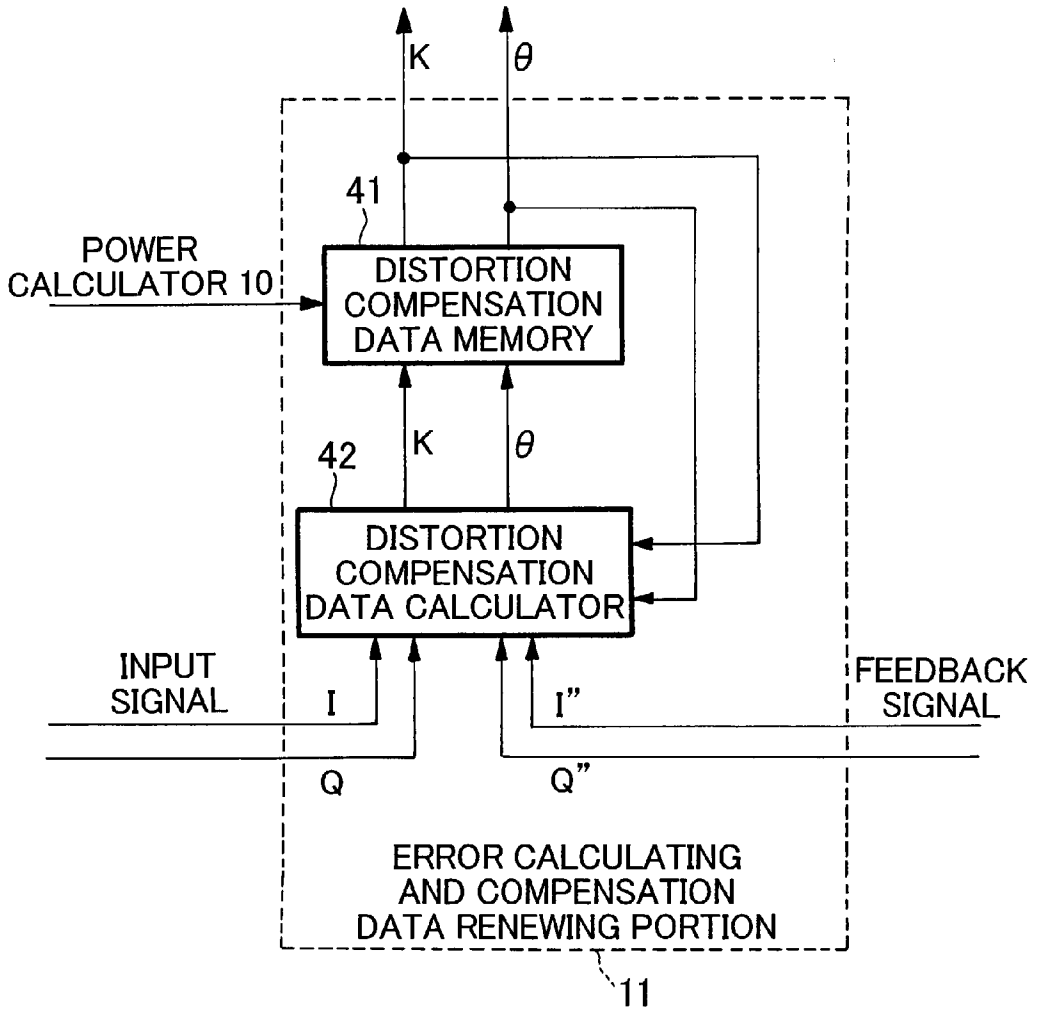 K
θ
41
POWER
CALCULATOR 10
DISTORTION
COMPENSATION
DATA MEMORY
K
θ
42
DISTORTION
COMPENSATION
DATA CALCULATOR
INPUT
SIGNAL
I
I”
FEEDBACK
SIGNAL
Q
Q”
ERROR CALCULATING
AND COMPENSATION
DATA RENEWING PORTION
11